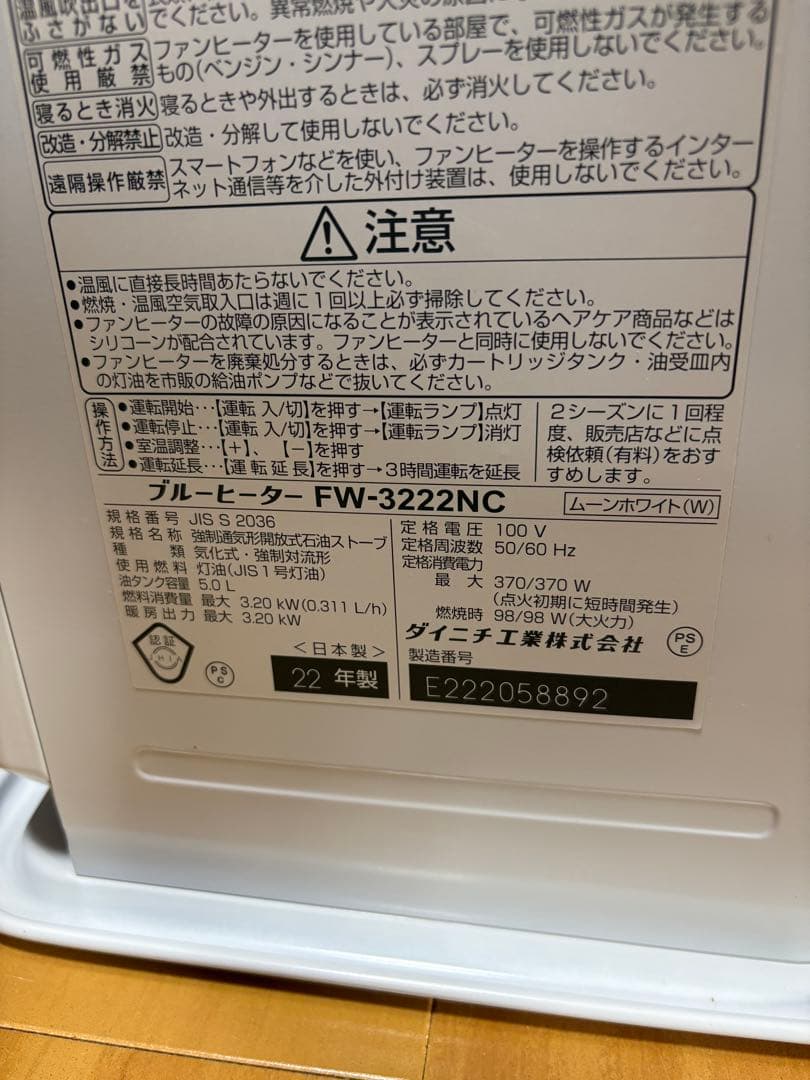 温風吹出口を
ふさがない
でください。異常燃焼や火災の原因に
可燃性ガス
使用厳禁
ファンヒーターを使用している部屋で、可燃性ガスが発生する
もの(ベンジン・シンナー)、スプレーを使用しないでください。
寝るとき消火 寝るときや外出するときは、必ず消火してください。
改造・分解禁止 改造・分解して使用しないでください。
遠隔操作厳禁
スマートフォンなどを使い、ファンヒーターを操作するインター
ネット通信等を介した外付け装置は、使用しないでください。
⚠注意
●温風に直接長時間あたらないでください。
●燃焼・温風空気取入口は週に1回以上必ず掃除してください。
●ファンヒーターの故障の原因になることが表示されているヘアケア商品などは
シリコーンが配合されています。ファンヒーターと同時に使用しないでください。
●ファンヒーターを廃棄処分するときは、必ずカートリッジタンク・油受皿内
の灯油を市販の給油ポンプなどで抜いてください。
操作方法
●運転開始…【運転 入/切】を押す→【運転ランプ】点灯
●運転停止…【運転 入/切】を押す→【運転ランプ】消灯
●室温調整…【+】、【−】を押す
●運転延長…【運転延長】を押す→3時間運転を延長
2シーズンに1回程
度、販売店などに点
検依頼(有料)をおす
すめします。
ブルーヒーター FW-3222NC
ムーンホワイト(W)
規格番号 JIS S 2036
規格名称 強制通気形開放式石油ストーブ
種類 気化式・強制対流形
使用燃料 灯油(JIS1号灯油)
油タンク容量 5.0L
燃料消費量 最大 3.20 kW(0.311 L/h)
暖房出力 最大 3.20 kW
定格電圧 100 V
定格周波数 50/60 Hz
定格消費電力
最大 370/370 W
(点火初期に短時間発生)
燃焼時 98/98 W(大火力)
ダイニチ工業株式会社
PS
E
認証
JHI
PS
C
<日本製>
22 年製
製造番号
E222058892